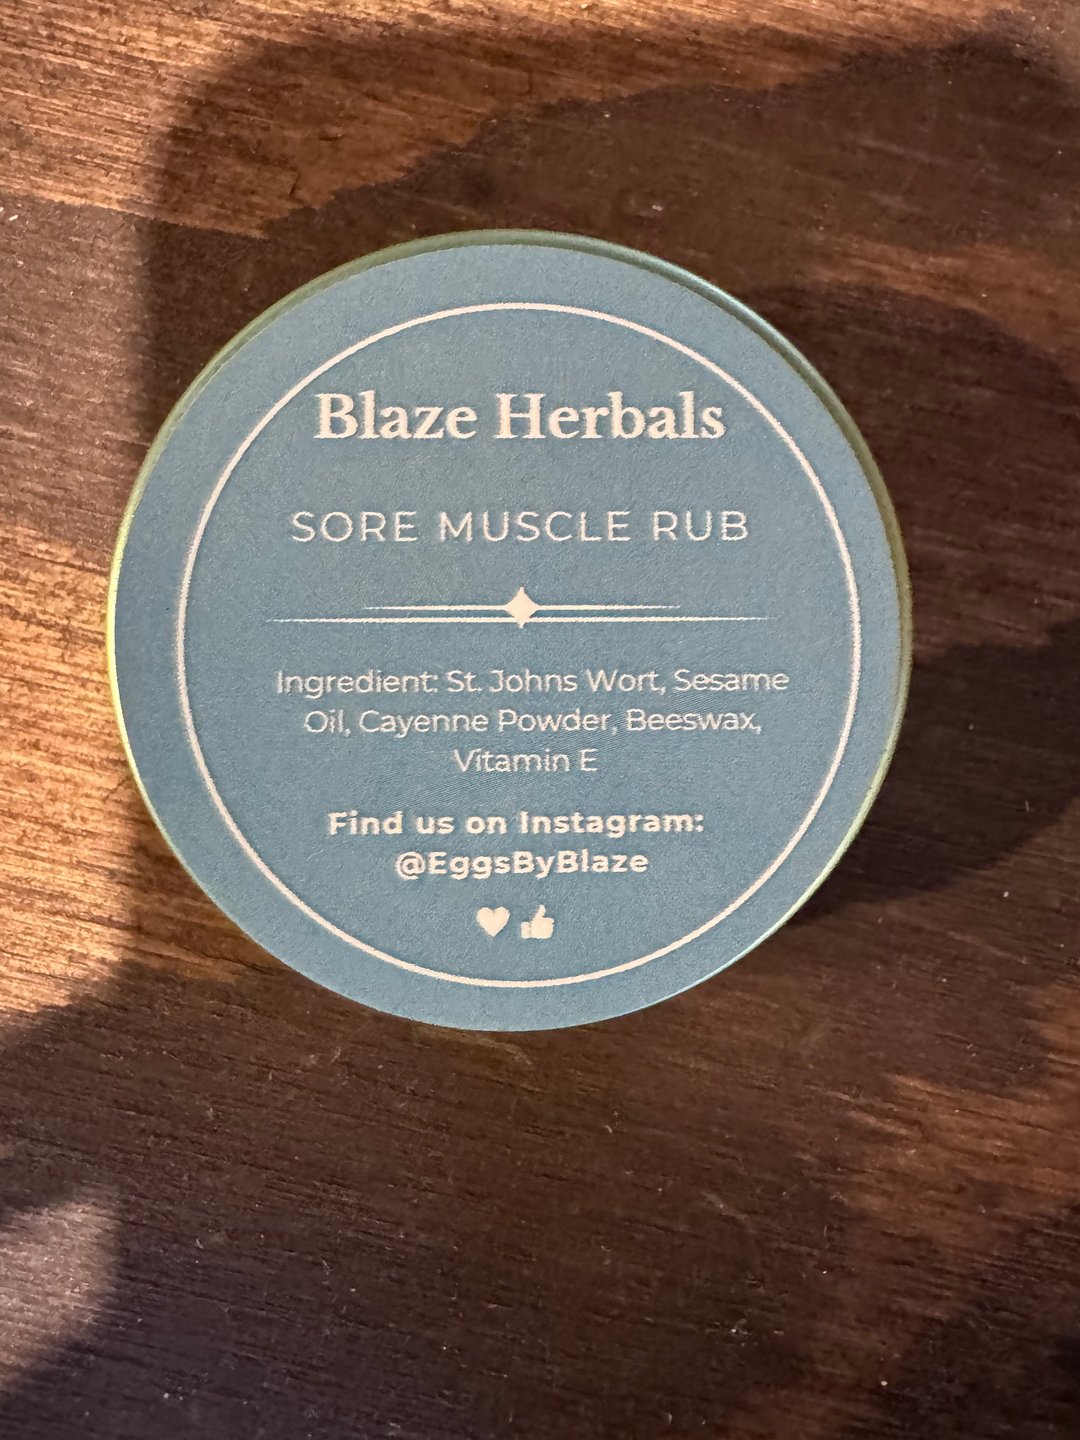 Blaze Herbals
SORE MUSCLE RUB
Ingredient: St. Johns Wort, Sesame
Oil, Cayenne Powder, Beeswax,
Vitamin E
Find us on Instagram:
@EggsByBlaze